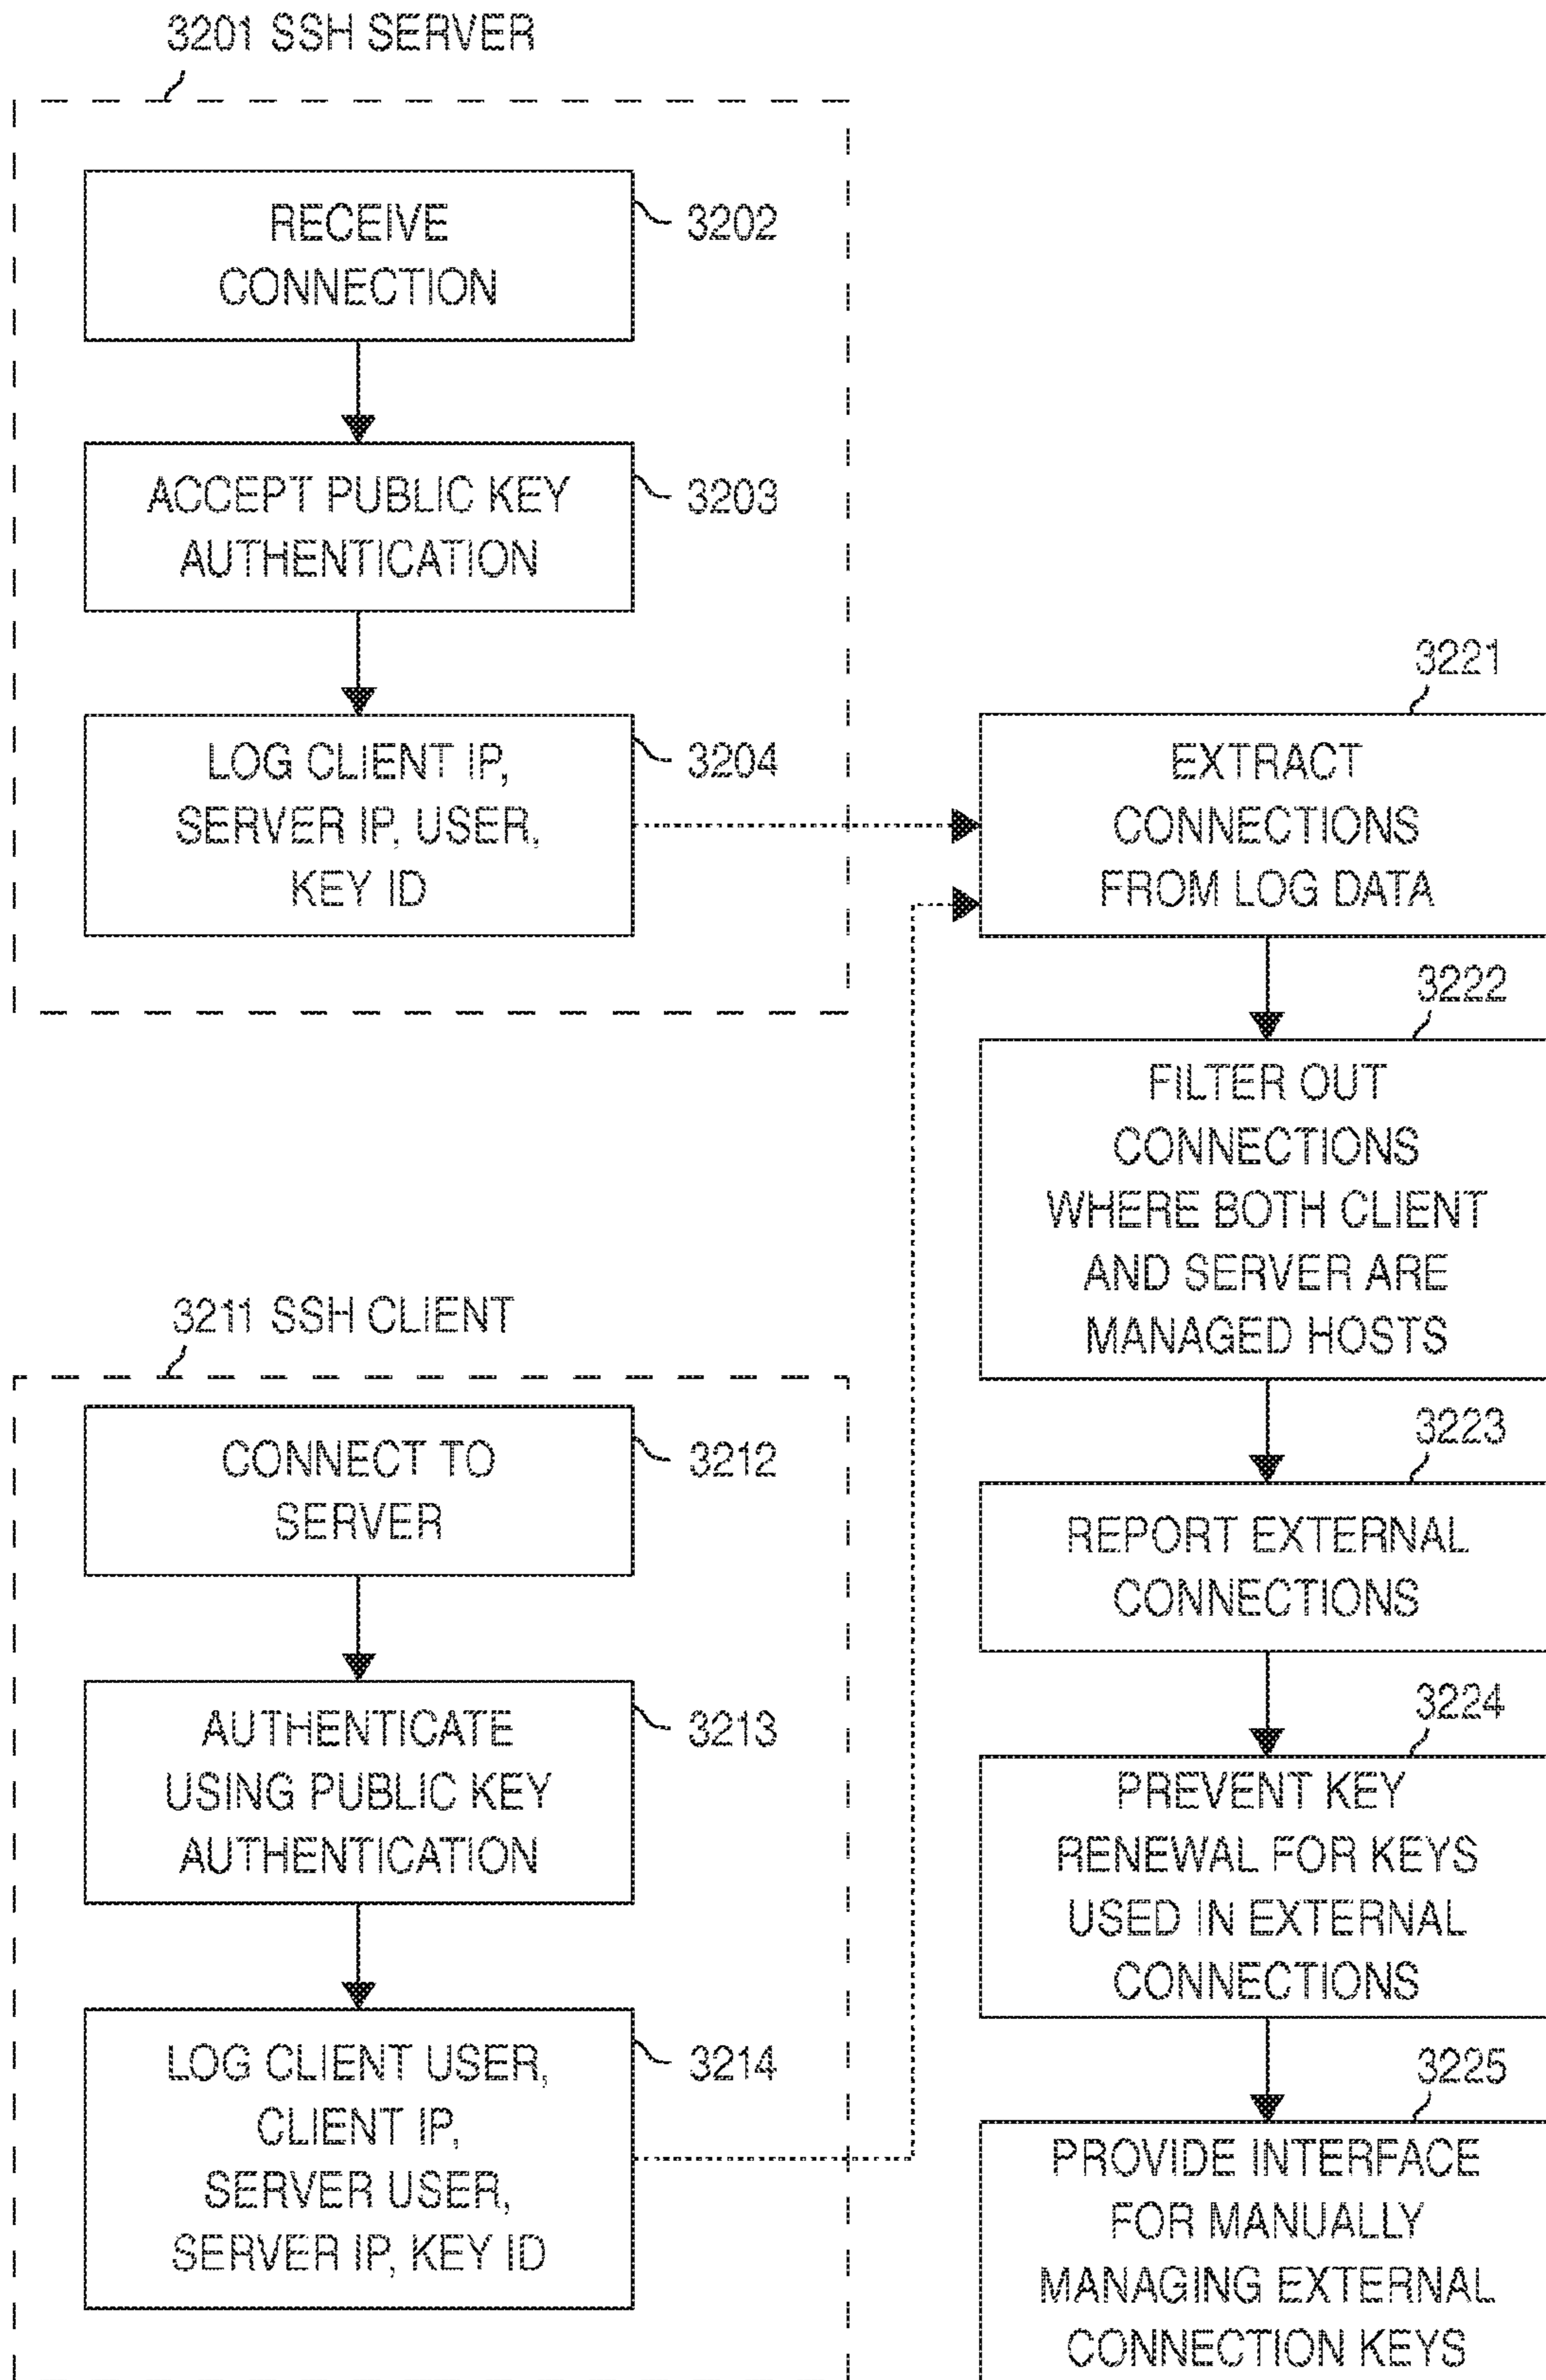 3201 SSH SERVER
RECEIVE
CONNECTION
3202
ACCEPT PUBLIC KEY
AUTHENTICATION
3203
LOG CLIENT IP,
SERVER IP, USER,
KEY ID
3204
3211 SSH CLIENT
CONNECT TO
SERVER
3212
AUTHENTICATE
USING PUBLIC KEY
AUTHENTICATION
3213
LOG CLIENT USER,
CLIENT IP,
SERVER USER,
SERVER IP, KEY ID
3214
3221
EXTRACT
CONNECTIONS
FROM LOG DATA
3222
FILTER OUT
CONNECTIONS
WHERE BOTH CLIENT
AND SERVER ARE
MANAGED HOSTS
3223
REPORT EXTERNAL
CONNECTIONS
3224
PREVENT KEY
RENEWAL FOR KEYS
USED IN EXTERNAL
CONNECTIONS
3225
PROVIDE INTERFACE
FOR MANUALLY
MANAGING EXTERNAL
CONNECTION KEYS